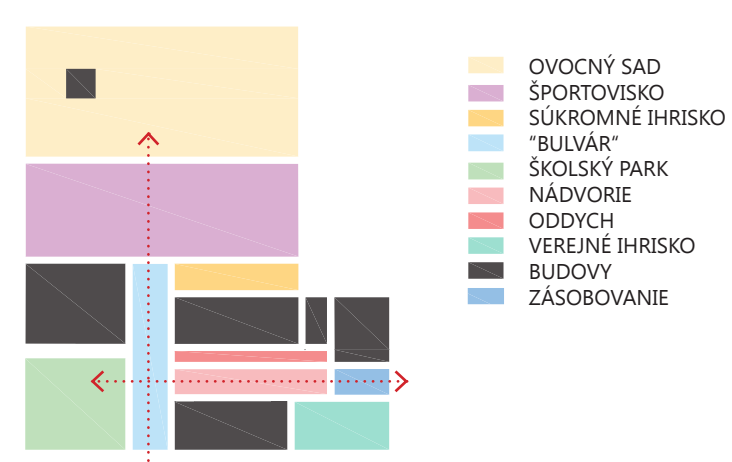 OVOCNÝ SAD
ŠPORTOVISKO
SÚKROMNÉ IHRISKO
“BULVÁR“
ŠKOLSKÝ PARK
NÁDVORIE
ODDYCH
VEREJNÉ IHRISKO
BUDOVY
ZÁSOBOVANIE